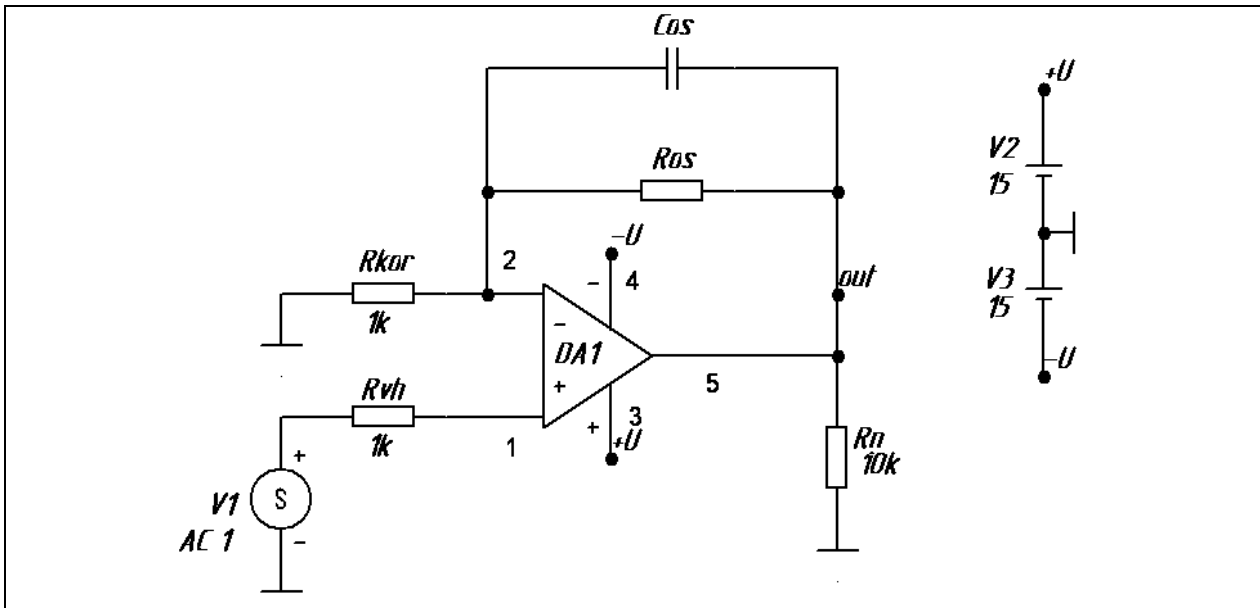 Cos
+U
V2
15
Ros
-U
Rkor
2
4
1k
-
out
V3
15
-
DA1
+
5
-U
Rvh
1k
1
+
3
+U
Rn
10k
+
V1
S
AC 1
-